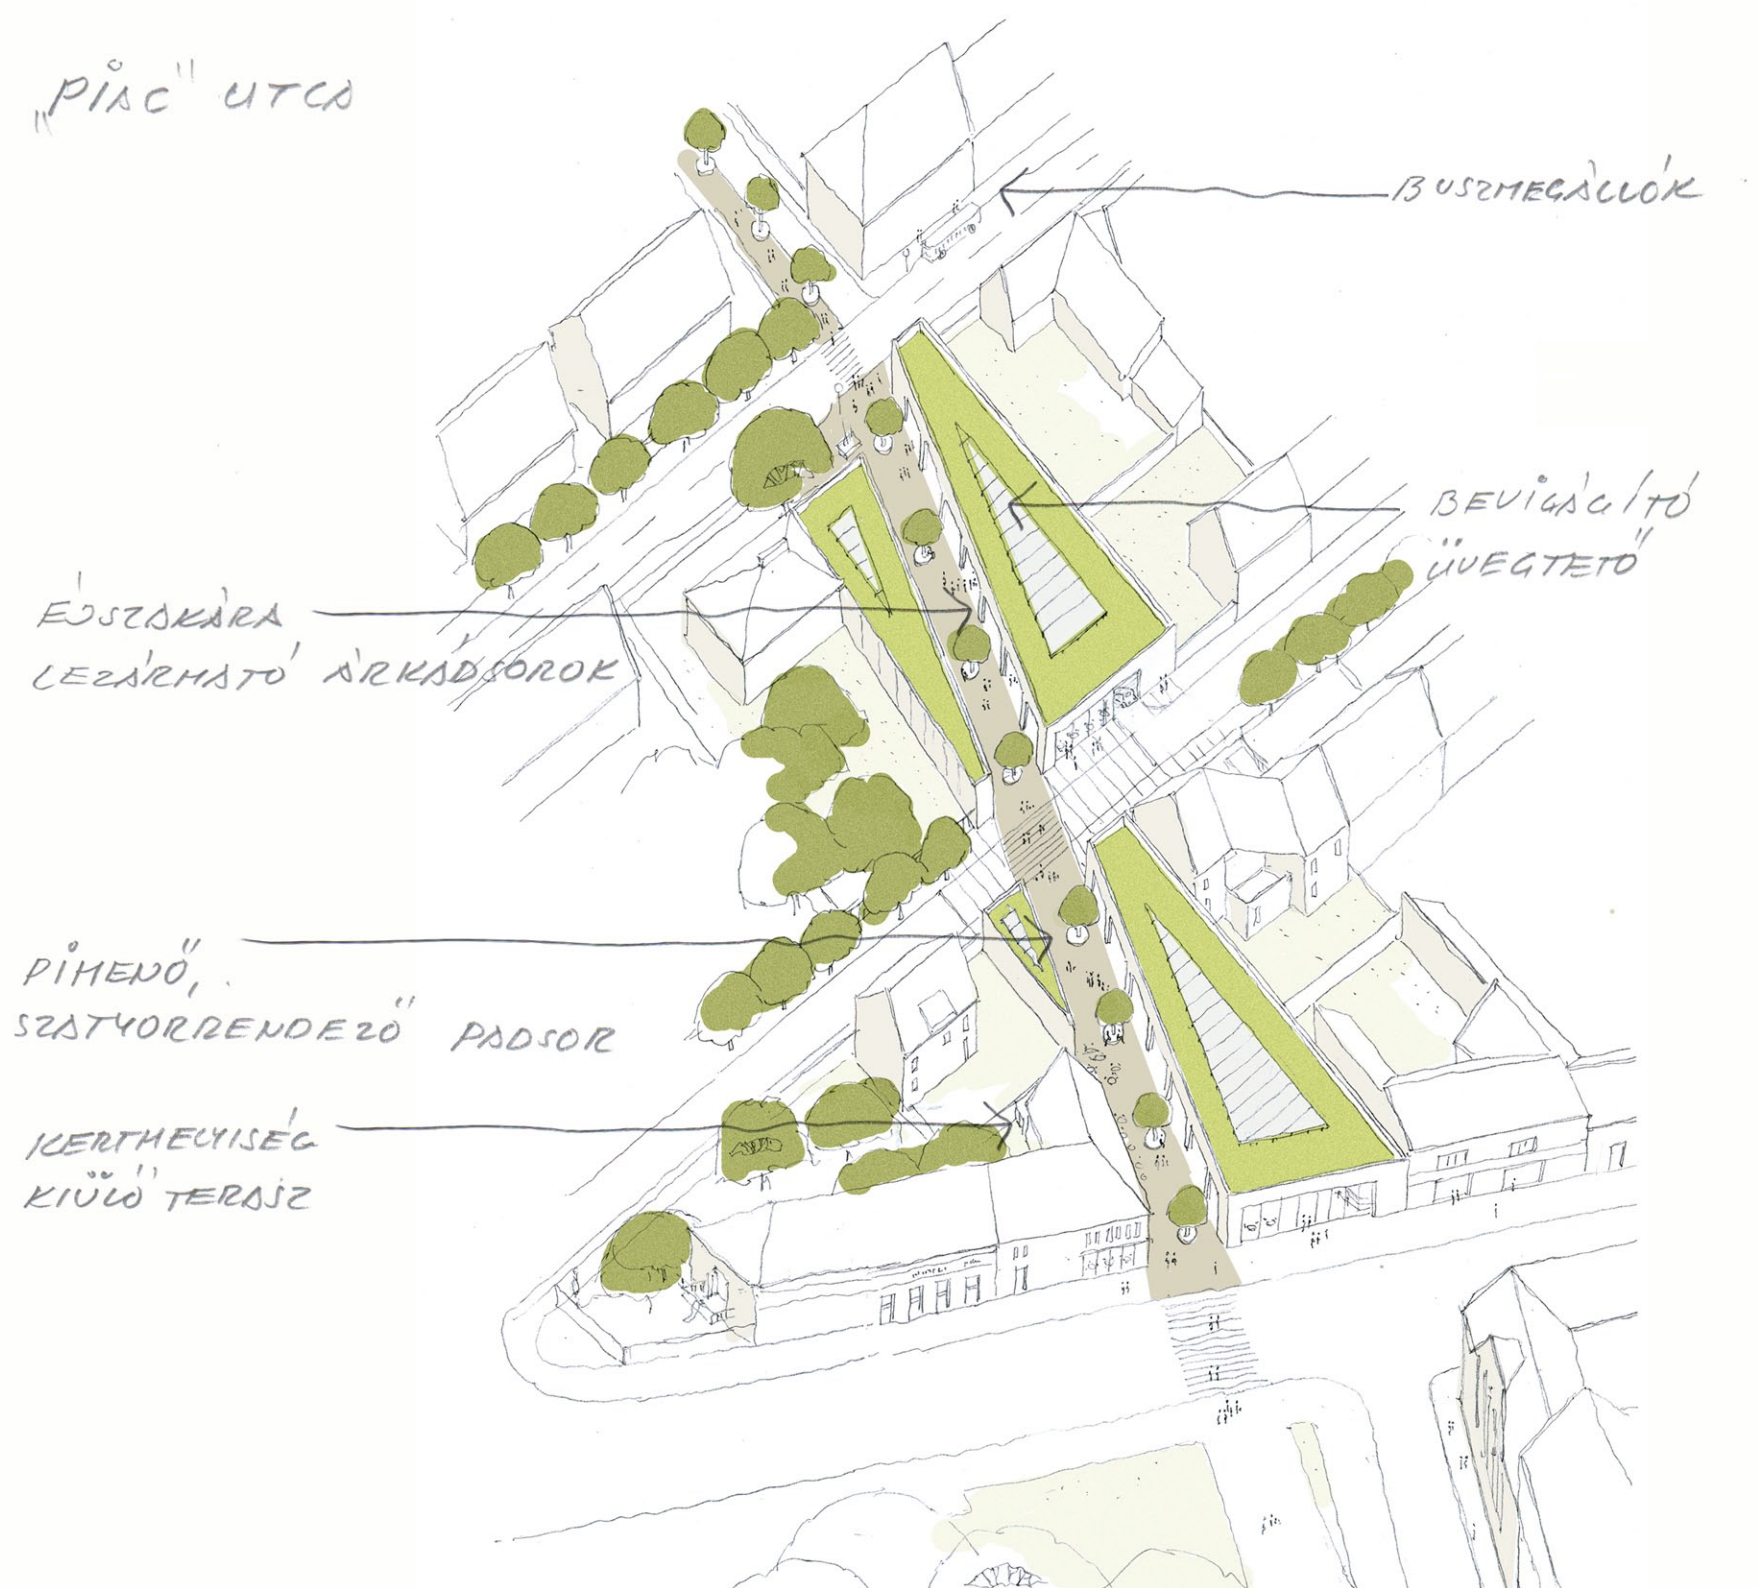 „PIAC" UTCA
BUSZMEGÁLLÓK
BEVILÁGÍTÓ
ÜVEGTETŐ
ÉJSZAKÁRA
LEZÁRHATÓ ÁRKÁDSOROK
PIHENŐ,
SZATYORRENDEZŐ PADSOR
KERTHELYISÉG
KIÜLŐ TERASZ